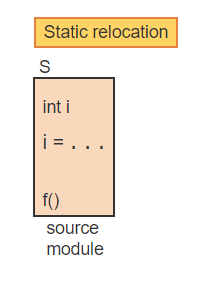 Static relocation
S
int i
i = . . .
f()
source
module